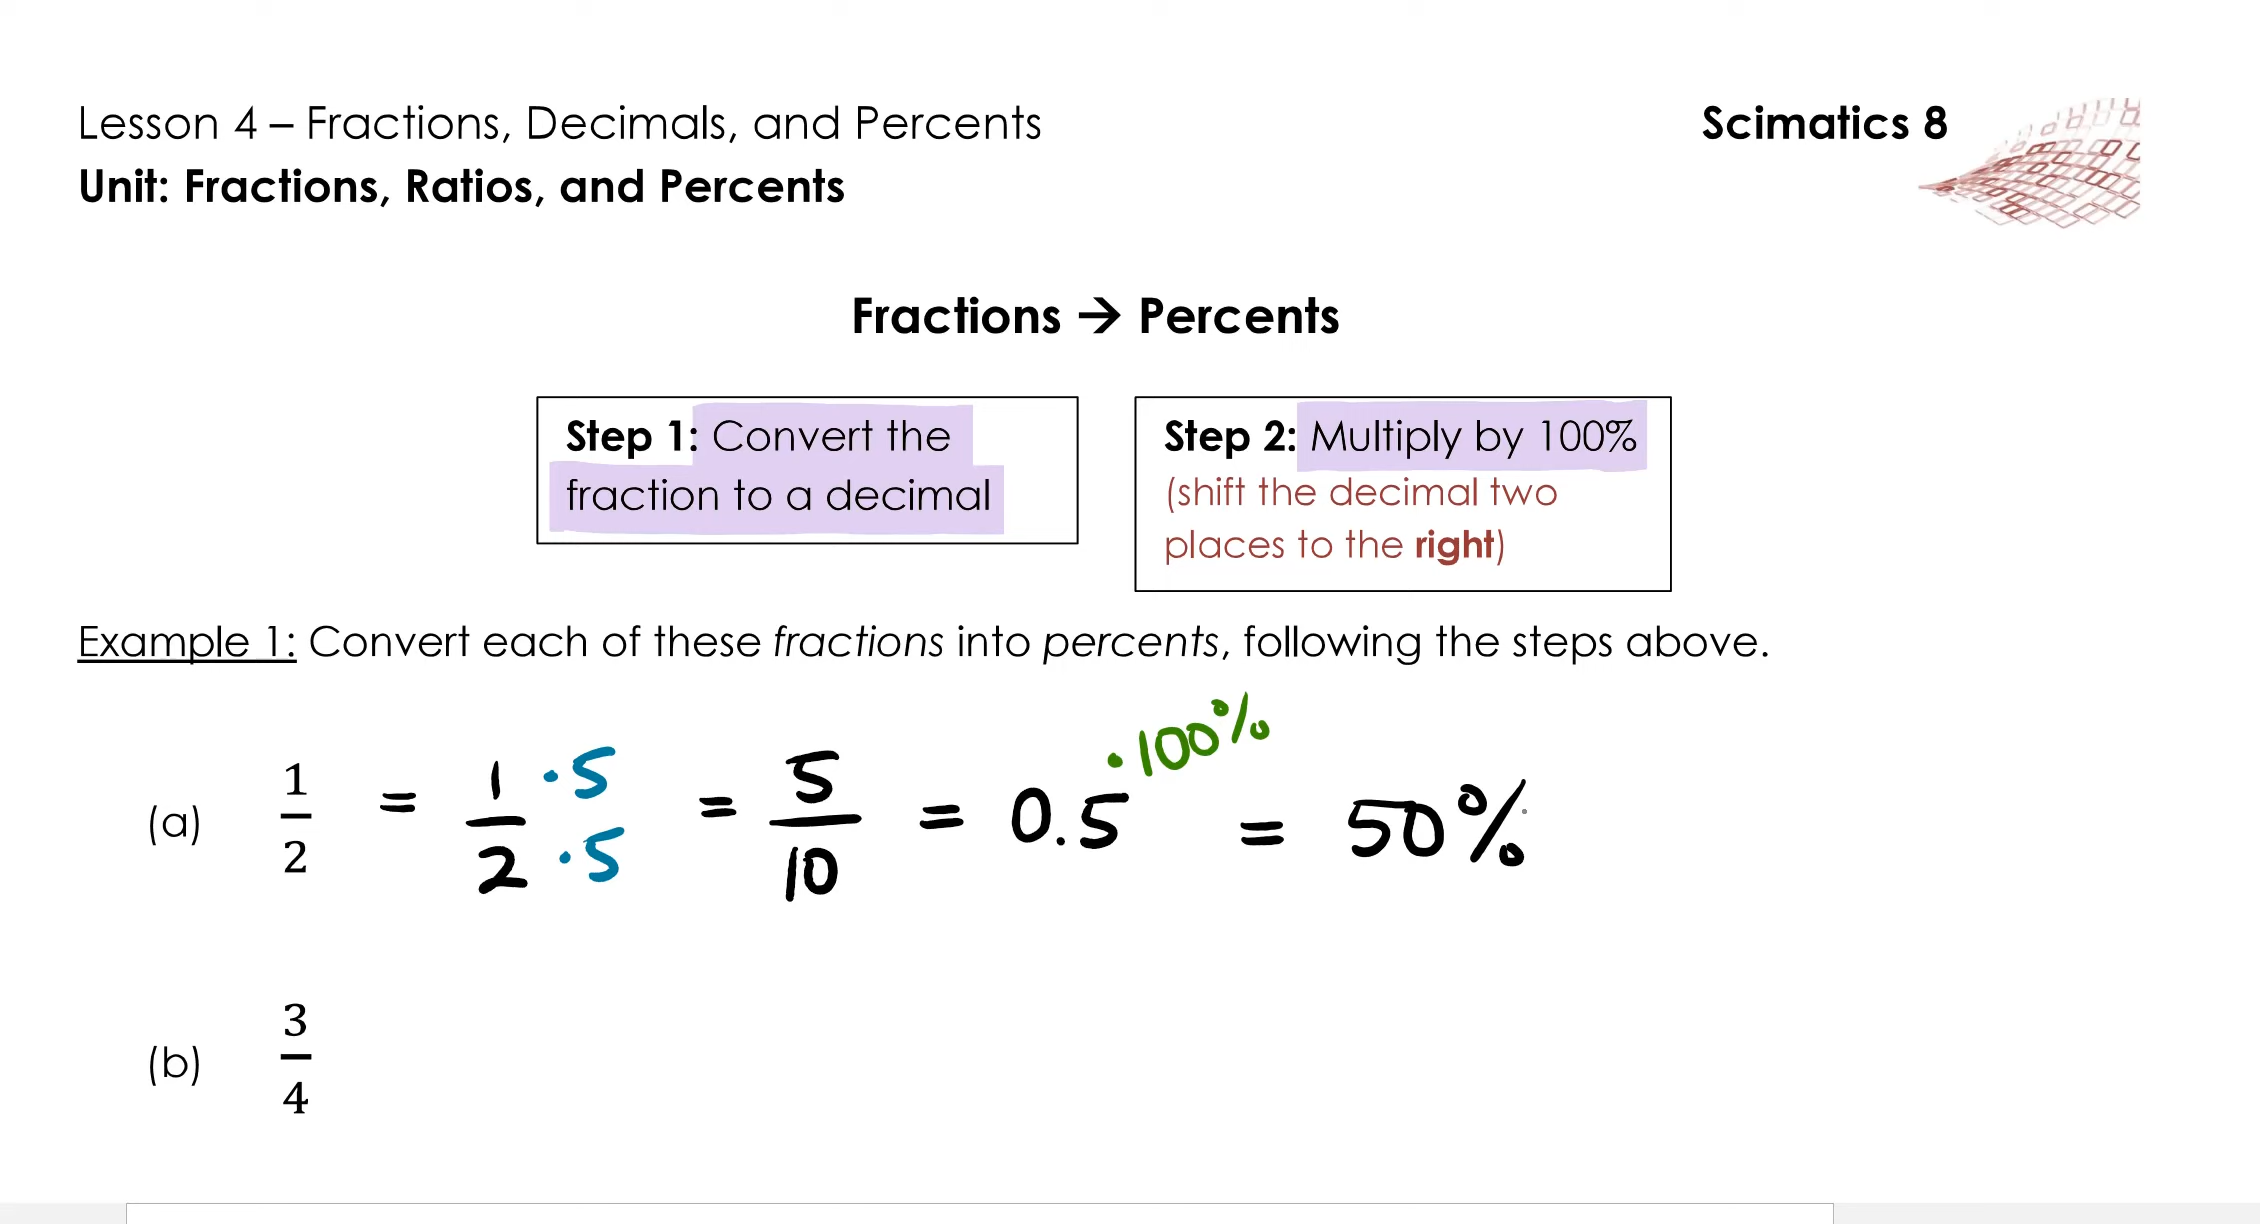 Lesson 4 – Fractions, Decimals, and Percents
Scimatics 8
Unit: Fractions, Ratios, and Percents
Fractions → Percents
Step 1: Convert the
fraction to a decimal
Step 2: Multiply by 100%
(shift the decimal two
places to the right)
Example 1: Convert each of these fractions into percents, following the steps above.
(a) 1/2 = 1·5/2·5 = 5/10 = 0.5 ·100% = 50%
(b) 3/4